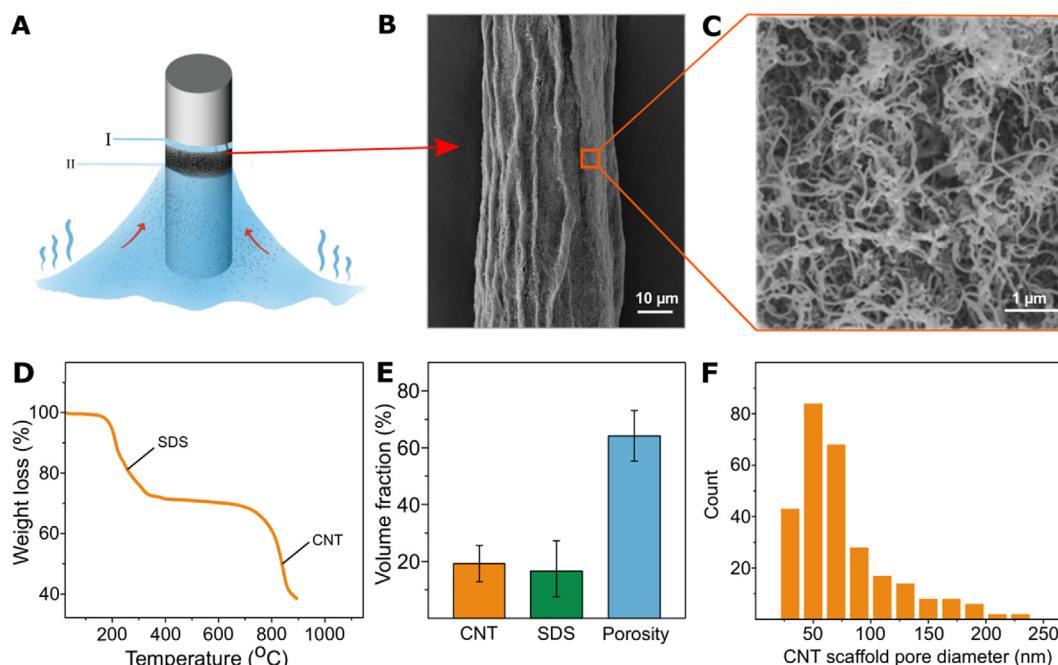 A
I
II
B
10 µm
C
1 µm
D
Weight loss (%)
100
80
60
40
SDS
CNT
200
400
600
800
1000
Temperature (°C)
E
Volume fraction (%)
80
60
40
20
CNT
SDS
Porosity
F
Count
80
60
40
20
50
100
150
200
250
CNT scaffold pore diameter (nm)